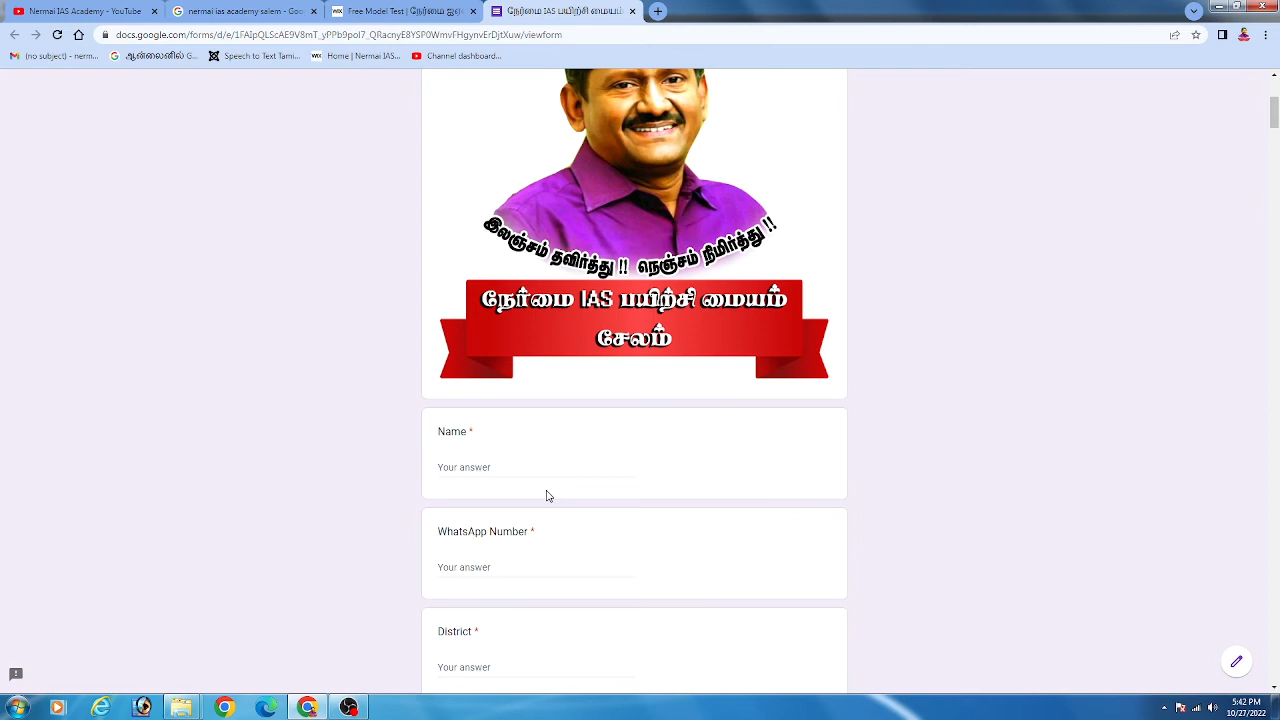 Nermai IAS Academy - YouTube
nermai ias academy salem - Goo
Free Model Test | நேர்மை IAS
நேர்மை IAS பயிற்சி மையம்
docs.google.com/forms/d/e/
/viewform
(no subject) - nerm...
ஆன்லைனில் G...
Speech to Text Tami...
Home | Nermai IAS...
Channel dashboard...
இலஞ்சம் தவிர்த்து !! நெஞ்சம் நிமிர்த்து !!
நேர்மை IAS பயிற்சி மையம்
சேலம்
Name *
Your answer
WhatsApp Number *
Your answer
District *
Your answer
5:42 PM
10/27/2022